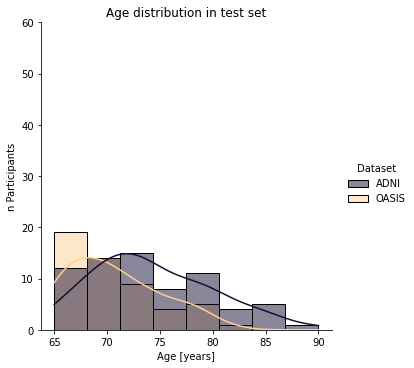 Age distribution in test set
60
50
40
30
20
10
0
n Participants
65 70 75 80 85 90
Age [years]
Dataset
ADNI
OASIS